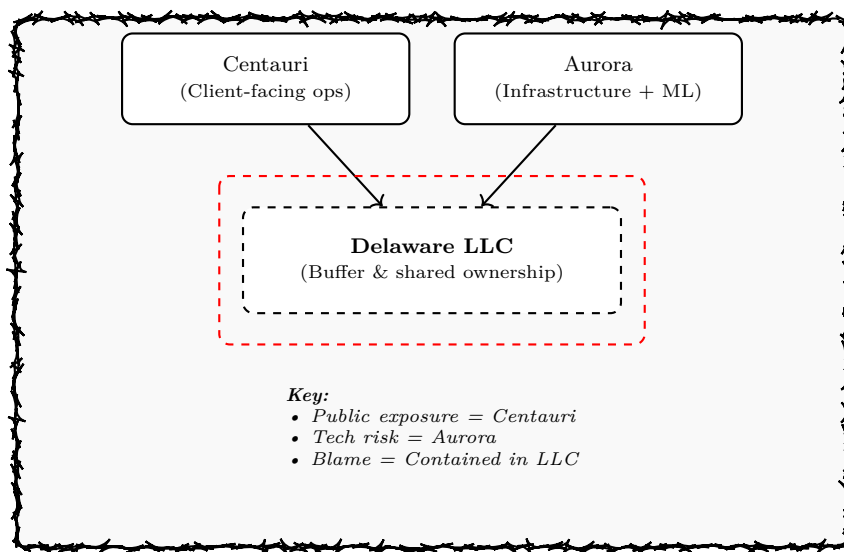 Centauri
(Client-facing ops)
Aurora
(Infrastructure + ML)
Delaware LLC
(Buffer & shared ownership)
Key:
• Public exposure = Centauri
• Tech risk = Aurora
• Blame = Contained in LLC